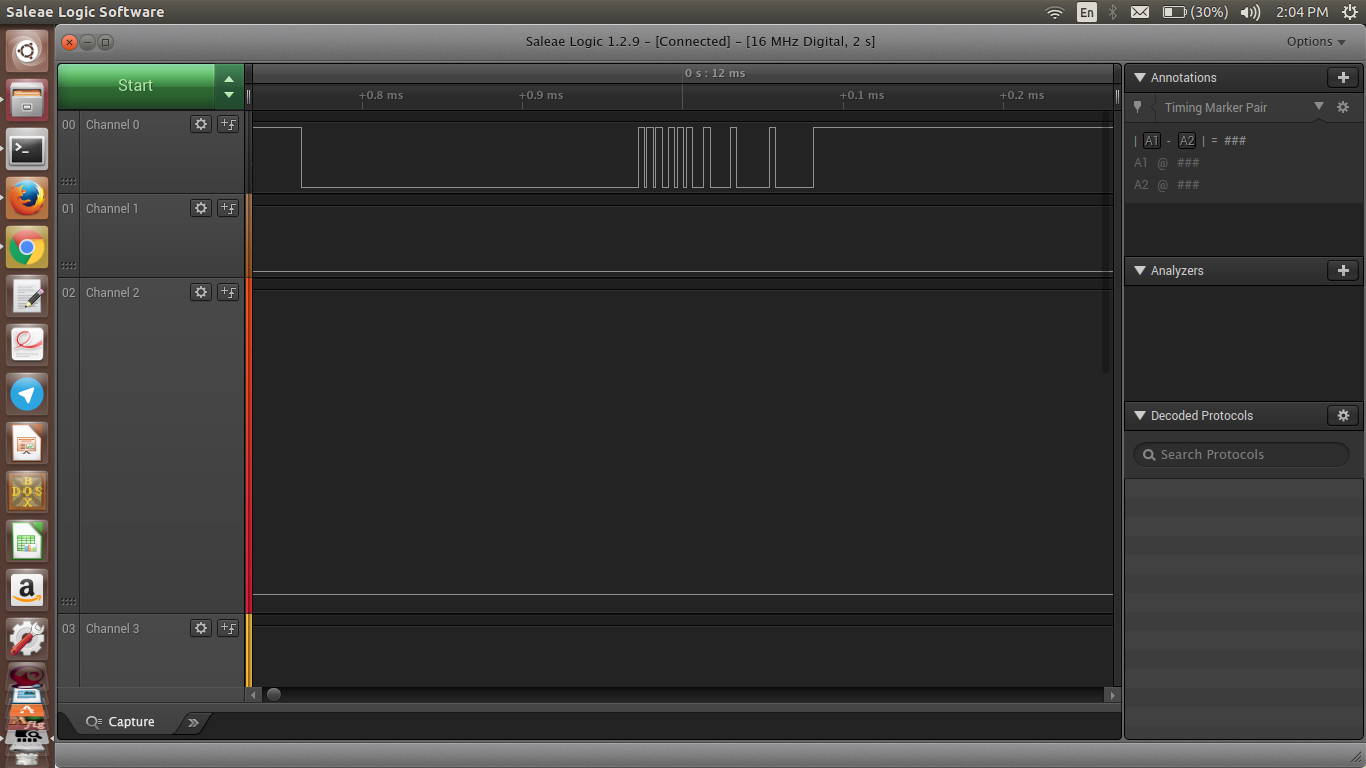 Saleae Logic Software
En
(30%)
2:04 PM
Saleae Logic 1.2.9 – [Connected] – [16 MHz Digital, 2 s]
Options
Start
0 s : 12 ms
+0.8 ms
+0.9 ms
+0.1 ms
+0.2 ms
00 Channel 0
01 Channel 1
02 Channel 2
03 Channel 3
Annotations
Timing Marker Pair
| A1 - A2 | = ###
A1 @ ###
A2 @ ###
Analyzers
Decoded Protocols
Search Protocols
Capture
DOS
BOX
a